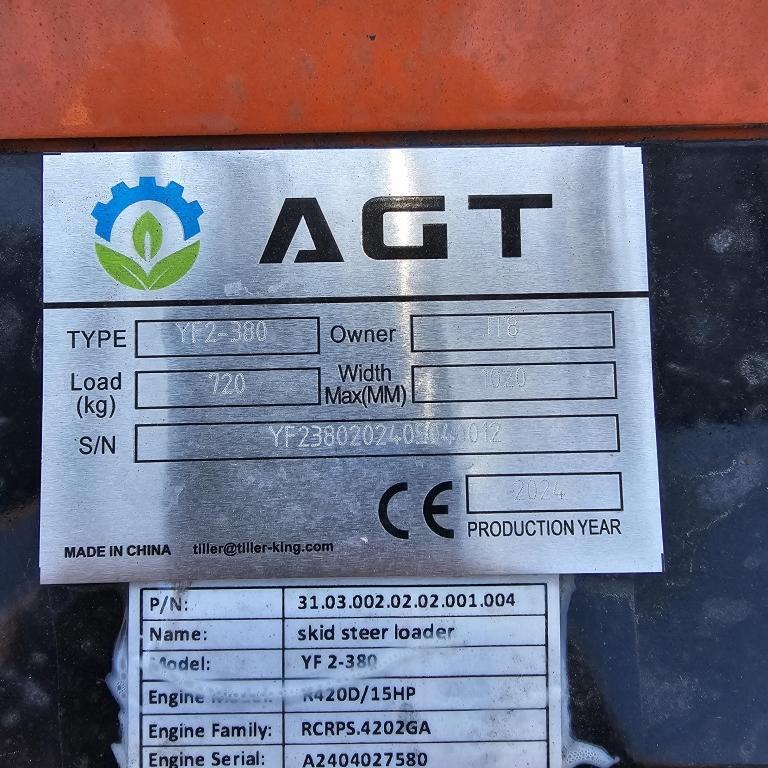 AGT
TYPE YF2-380 Owner
Load (kg) 720 Width Max(MM) 1020
S/N
CE 2024
PRODUCTION YEAR
MADE IN CHINA tiller@tiller-king.com
P/N: 31.03.002.02.02.001.004
Name: skid steer loader
Model: YF 2-380
Engine R420D/15HP
Engine Family: RCRPS.4202GA
Engine Serial: A2404027580